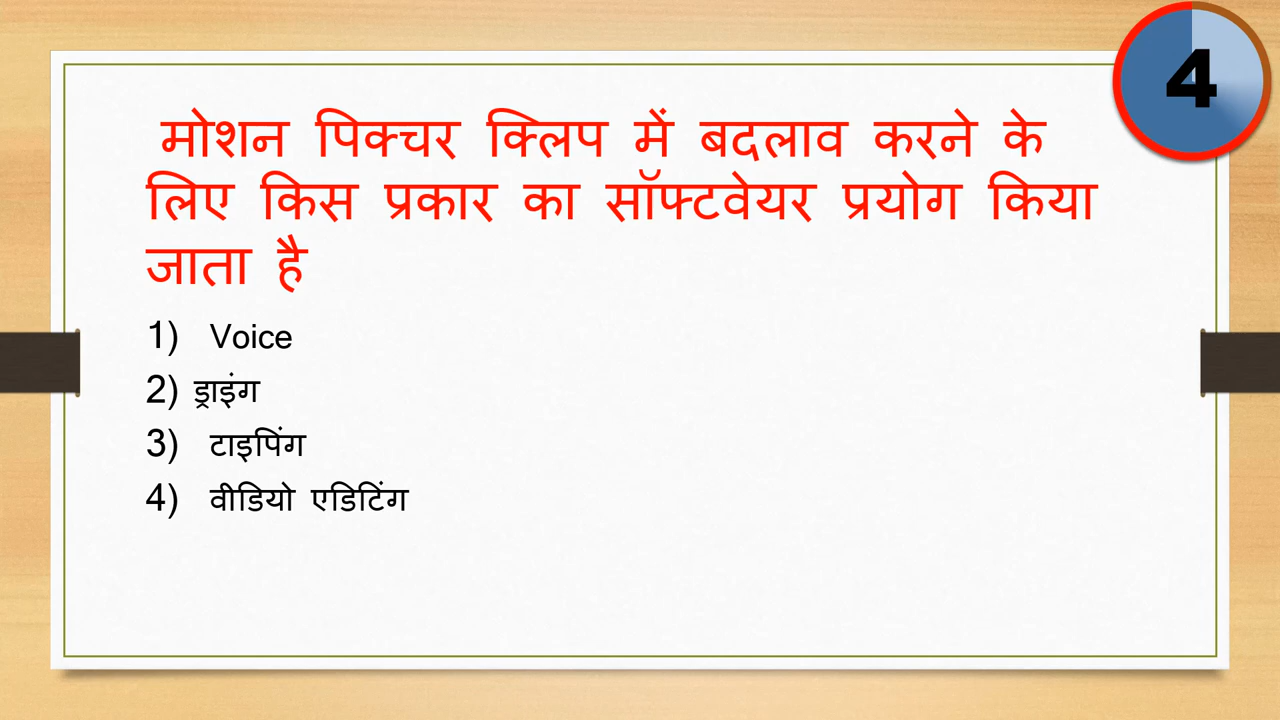 4
मोशन पिक्चर क्लिप में बदलाव करने के
लिए किस प्रकार का सॉफ्टवेयर प्रयोग किया
जाता है
1) Voice
2) ड्राइंग
3) टाइपिंग
4) वीडियो एडिटिंग